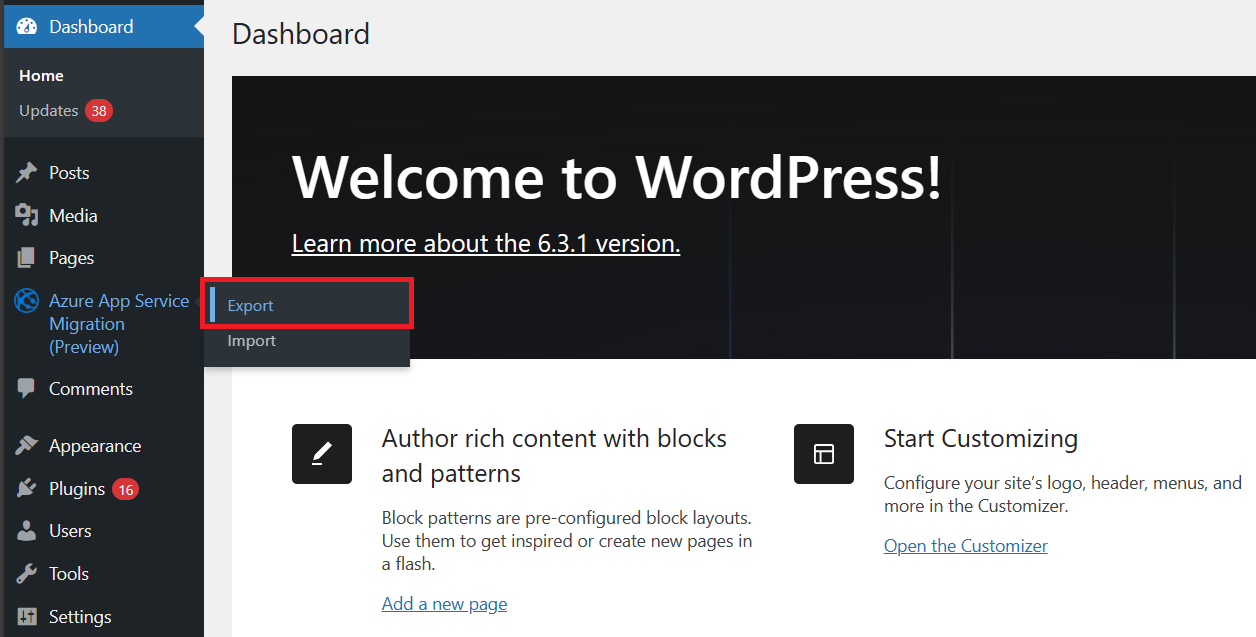 Dashboard
Home
Updates 38
Posts
Media
Pages
Azure App Service
Migration
(Preview)
Export
Import
Comments
Appearance
Plugins 16
Users
Tools
Settings
Dashboard
Welcome to WordPress!
Learn more about the 6.3.1 version.
Author rich content with blocks
and patterns
Block patterns are pre-configured block layouts.
Use them to get inspired or create new pages in
a flash.
Add a new page
Start Customizing
Configure your site’s logo, header, menus, and
more in the Customizer.
Open the Customizer